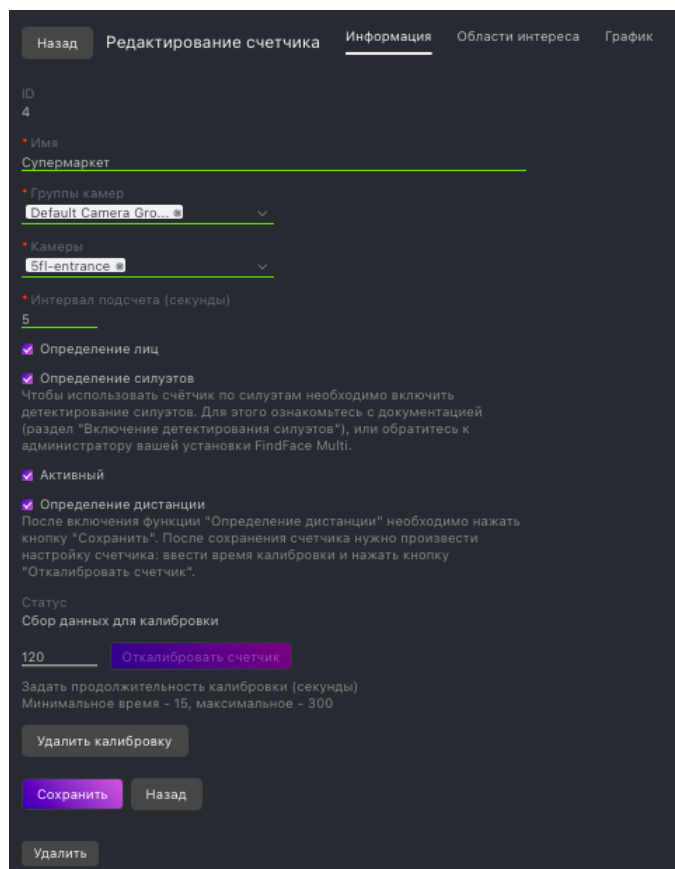 Назад Редактирование счетчика Информация Области интереса График
ID
4
* Имя
Супермаркет
* Группы камер
Default Camera Gro...
* Камеры
5fl-entrance
* Интервал подсчета (секунды)
5
Определение лиц
Определение силуэтов
Чтобы использовать счётчик по силуэтам необходимо включить
детектирование силуэтов. Для этого ознакомьтесь с документацией
(раздел "Включение детектирования силуэтов"), или обратитесь к
администратору вашей установки FindFace Multi.
Активный
Определение дистанции
После включения функции "Определение дистанции" необходимо нажать
кнопку "Сохранить". После сохранения счетчика нужно произвести
настройку счетчика: ввести время калибровки и нажать кнопку
"Откалибровать счетчик".
Статус
Сбор данных для калибровки
120 Откалибровать счетчик
Задать продолжительность калибровки (секунды)
Минимальное время - 15, максимальное - 300
Удалить калибровку
Сохранить Назад
Удалить